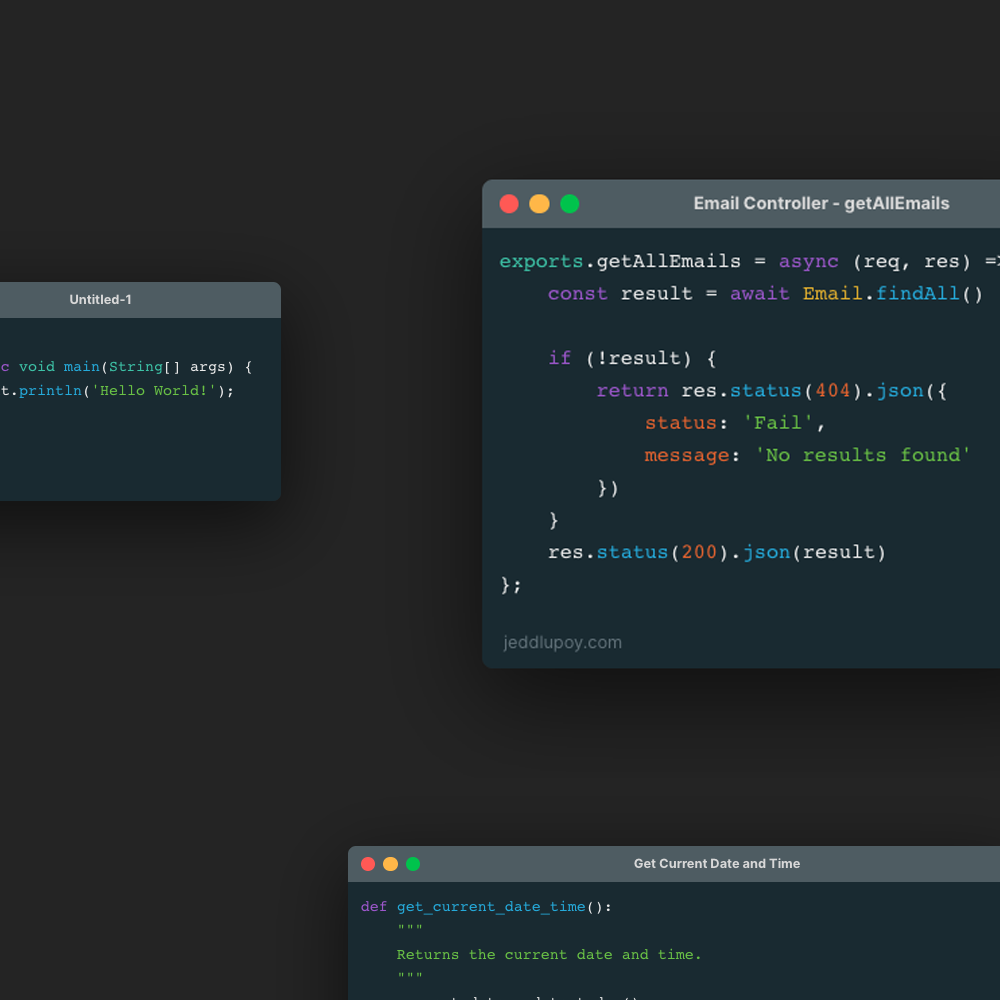 Email Controller - getAllEmails
exports.getAllEmails = async (req, res) =>
const result = await Email.findAll()
if (!result) {
return res.status(404).json({
status: 'Fail',
message: 'No results found'
})
}
res.status(200).json(result)
};
jeddlupoy.com
Untitled-1
c void main(String[] args) {
t.println('Hello World!');
Get Current Date and Time
def get_current_date_time():
"""
Returns the current date and time.
"""